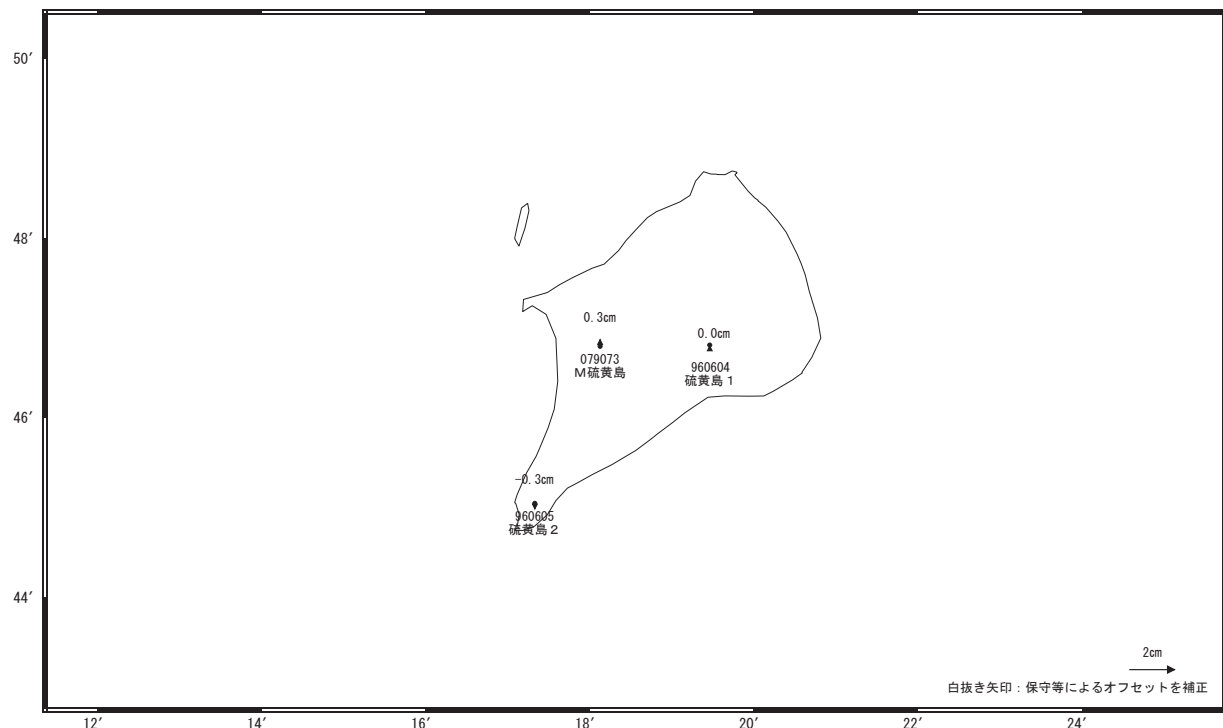 50′
48′
0.3cm
0.0cm
079073
M硫黄島
960604
硫黄島１
46′
-0.3cm
960605
硫黄島２
44′
2cm
白抜き矢印：保守等によるオフセットを補正
12′ 14′ 16′ 18′ 20′ 22′ 24′